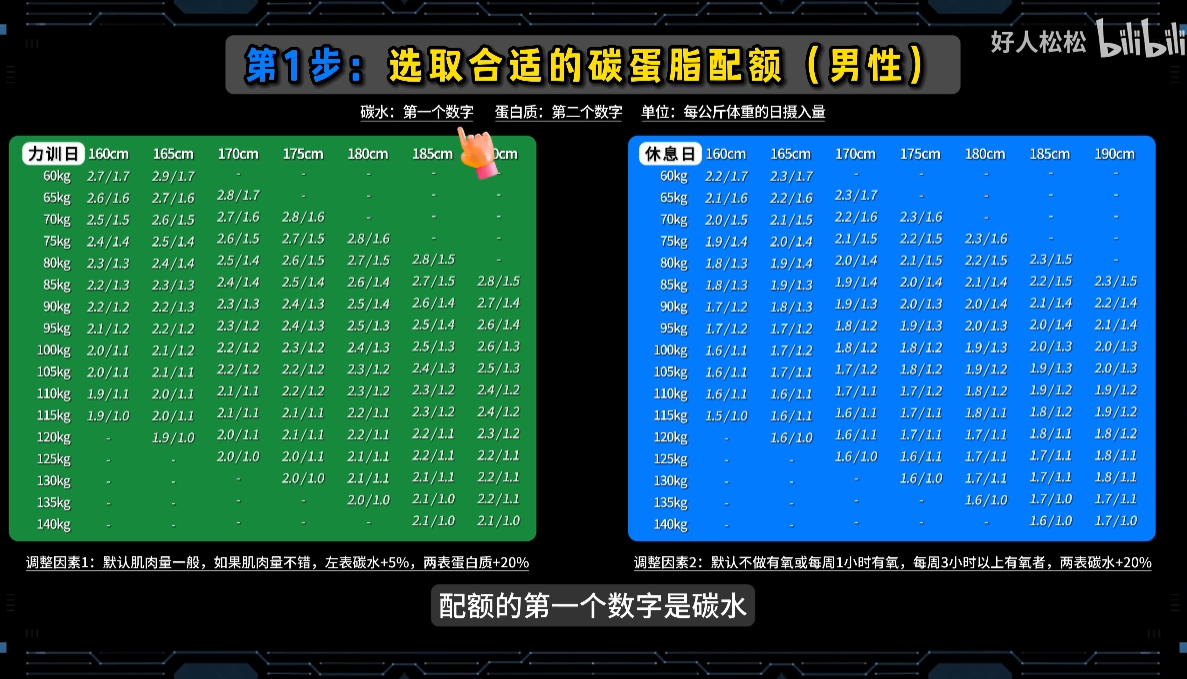 好人松松 bilibili
第1步：选取合适的碳蛋脂配额（男性）
碳水：第一个数字 蛋白质：第二个数字 单位：每公斤体重的日摄入量
力训日 160cm 165cm 170cm 175cm 180cm 185cm 0cm
60kg 2.7/1.7 2.9/1.7 - - - - -
65kg 2.6/1.6 2.7/1.6 2.8/1.7 - - - -
70kg 2.5/1.5 2.6/1.5 2.7/1.6 2.8/1.6 - - -
75kg 2.4/1.4 2.5/1.4 2.6/1.5 2.7/1.5 2.8/1.6 - -
80kg 2.3/1.3 2.4/1.4 2.5/1.4 2.6/1.5 2.7/1.5 2.8/1.5 -
85kg 2.2/1.3 2.3/1.3 2.4/1.4 2.5/1.4 2.6/1.4 2.7/1.5 2.8/1.5
90kg 2.2/1.2 2.2/1.3 2.3/1.3 2.4/1.3 2.5/1.4 2.6/1.4 2.7/1.4
95kg 2.1/1.2 2.2/1.2 2.3/1.2 2.4/1.3 2.5/1.3 2.5/1.4 2.6/1.4
100kg 2.0/1.1 2.1/1.2 2.2/1.2 2.3/1.2 2.4/1.3 2.5/1.3 2.6/1.3
105kg 2.0/1.1 2.1/1.1 2.2/1.2 2.2/1.2 2.3/1.2 2.4/1.3 2.5/1.3
110kg 1.9/1.1 2.0/1.1 2.1/1.1 2.2/1.2 2.3/1.2 2.3/1.2 2.4/1.2
115kg 1.9/1.0 2.0/1.1 2.1/1.1 2.1/1.1 2.2/1.1 2.3/1.2 2.4/1.2
120kg - 1.9/1.0 2.0/1.1 2.1/1.1 2.2/1.1 2.2/1.1 2.3/1.2
125kg - - 2.0/1.0 2.0/1.1 2.1/1.1 2.2/1.1 2.2/1.1
130kg - - - 2.0/1.0 2.1/1.1 2.1/1.1 2.2/1.1
135kg - - - - 2.0/1.0 2.1/1.0 2.2/1.1
140kg - - - - - 2.1/1.0 2.1/1.0
调整因素1：默认肌肉量一般，如果肌肉量不错，左表碳水+5%，两表蛋白质+20%
休息日 160cm 165cm 170cm 175cm 180cm 185cm 190cm
60kg 2.2/1.7 2.3/1.7 - - - - -
65kg 2.1/1.6 2.2/1.6 2.3/1.7 - - - -
70kg 2.0/1.5 2.1/1.5 2.2/1.6 2.3/1.6 - - -
75kg 1.9/1.4 2.0/1.4 2.1/1.5 2.2/1.5 2.3/1.6 - -
80kg 1.8/1.3 1.9/1.4 2.0/1.4 2.1/1.5 2.2/1.5 2.3/1.5 -
85kg 1.8/1.3 1.9/1.3 1.9/1.4 2.0/1.4 2.1/1.4 2.2/1.5 2.3/1.5
90kg 1.7/1.2 1.8/1.3 1.9/1.3 2.0/1.3 2.0/1.4 2.1/1.4 2.2/1.4
95kg 1.7/1.2 1.7/1.2 1.8/1.2 1.9/1.3 2.0/1.3 2.0/1.4 2.1/1.4
100kg 1.6/1.1 1.7/1.2 1.8/1.2 1.8/1.2 1.9/1.3 2.0/1.3 2.0/1.3
105kg 1.6/1.1 1.7/1.1 1.7/1.2 1.8/1.2 1.9/1.2 1.9/1.3 2.0/1.3
110kg 1.6/1.1 1.6/1.1 1.7/1.1 1.7/1.2 1.8/1.2 1.9/1.2 1.9/1.2
115kg 1.5/1.0 1.6/1.1 1.6/1.1 1.7/1.1 1.8/1.1 1.8/1.2 1.9/1.2
120kg - 1.6/1.0 1.6/1.1 1.7/1.1 1.7/1.1 1.8/1.1 1.8/1.2
125kg - - 1.6/1.0 1.6/1.1 1.7/1.1 1.7/1.1 1.8/1.1
130kg - - - 1.6/1.0 1.7/1.1 1.7/1.1 1.8/1.1
135kg - - - - 1.6/1.0 1.7/1.0 1.7/1.1
140kg - - - - - 1.6/1.0 1.7/1.0
调整因素2：默认不做有氧或每周1小时有氧，每周3小时以上有氧者，两表碳水+20%
配额的第一个数字是碳水